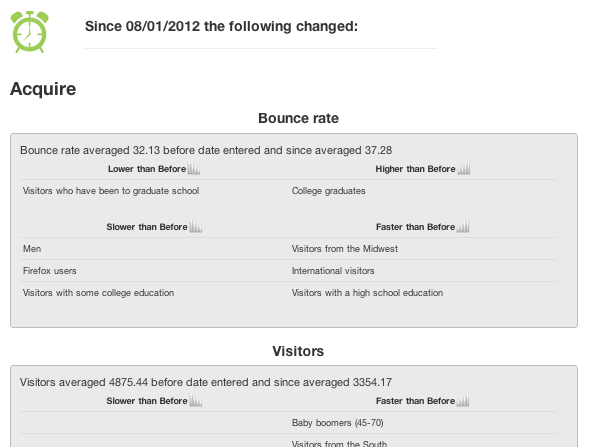 Since 08/01/2012 the following changed:
Acquire
Bounce rate
Bounce rate averaged 32.13 before date entered and since averaged 37.28
Lower than Before Higher than Before
Visitors who have been to graduate school College graduates
Slower than Before Faster than Before
Men Visitors from the Midwest
Firefox users International visitors
Visitors with some college education Visitors with a high school education
Visitors
Visitors averaged 4875.44 before date entered and since averaged 3354.17
Slower than Before Faster than Before
Baby boomers (45-70)
Visitors from the South